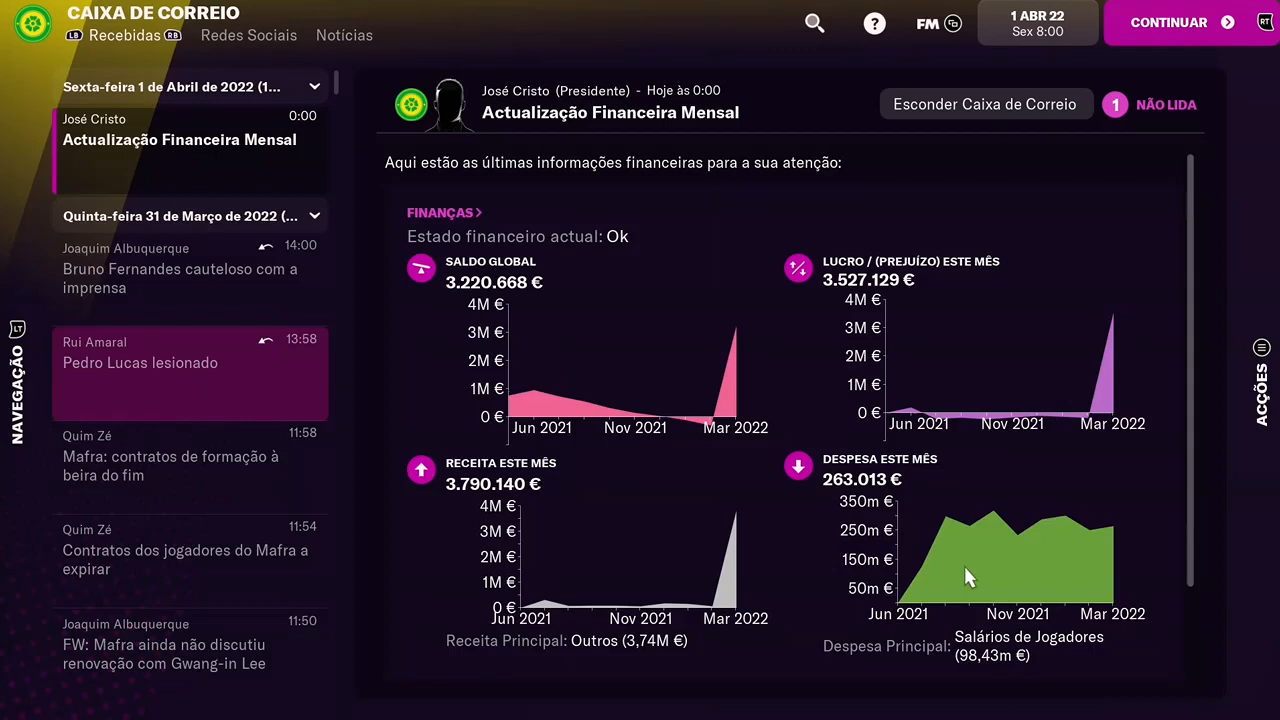 CAIXA DE CORREIO
LB Recebidas RB Redes Sociais Notícias
?
FM
1 ABR 22
Sex 8:00
CONTINUAR
RT
Sexta-feira 1 de Abril de 2022 (1...
José Cristo 0:00
Actualização Financeira Mensal
Quinta-feira 31 de Março de 2022 (...
Joaquim Albuquerque 14:00
Bruno Fernandes cauteloso com a
imprensa
Rui Amaral 13:58
Pedro Lucas lesionado
Quim Zé 11:58
Mafra: contratos de formação à
beira do fim
Quim Zé 11:54
Contratos dos jogadores do Mafra a
expirar
Joaquim Albuquerque 11:50
FW: Mafra ainda não discutiu
renovação com Gwang-in Lee
NAVEGAÇÃO LT
José Cristo (Presidente) - Hoje às 0:00
Actualização Financeira Mensal
Esconder Caixa de Correio
1 NÃO LIDA
Aqui estão as últimas informações financeiras para a sua atenção:
FINANÇAS>
Estado financeiro actual: Ok
SALDO GLOBAL
3.220.668 €
4M €
3M €
2M €
1M €
0 €
Jun 2021 Nov 2021 Mar 2022
LUCRO / (PREJUÍZO) ESTE MÊS
3.527.129 €
4M €
3M €
2M €
1M €
0 €
Jun 2021 Nov 2021 Mar 2022
RECEITA ESTE MÊS
3.790.140 €
4M €
3M €
2M €
1M €
0 €
Jun 2021 Nov 2021 Mar 2022
Receita Principal: Outros (3,74M €)
DESPESA ESTE MÊS
263.013 €
350m €
250m €
150m €
50m €
Jun 2021 Nov 2021 Mar 2022
Despesa Principal: Salários de Jogadores
(98,43m €)
ACÇÕES